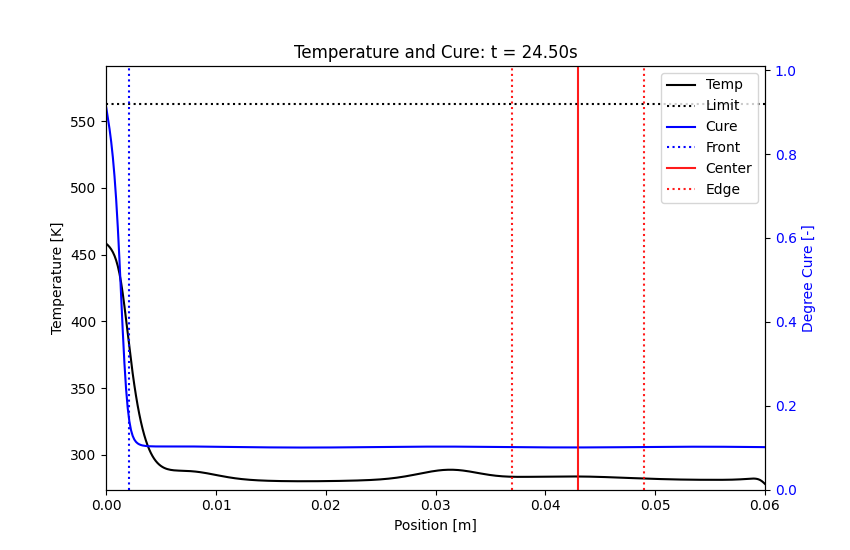 Temperature and Cure: t = 24.50s
Temperature [K]
550
500
450
400
350
300
Temp
Limit
Cure
Front
Center
Edge
1.0
0.8
0.6
0.4
0.2
0.0
Degree Cure [-]
0.00 0.01 0.02 0.03 0.04 0.05 0.06
Position [m]